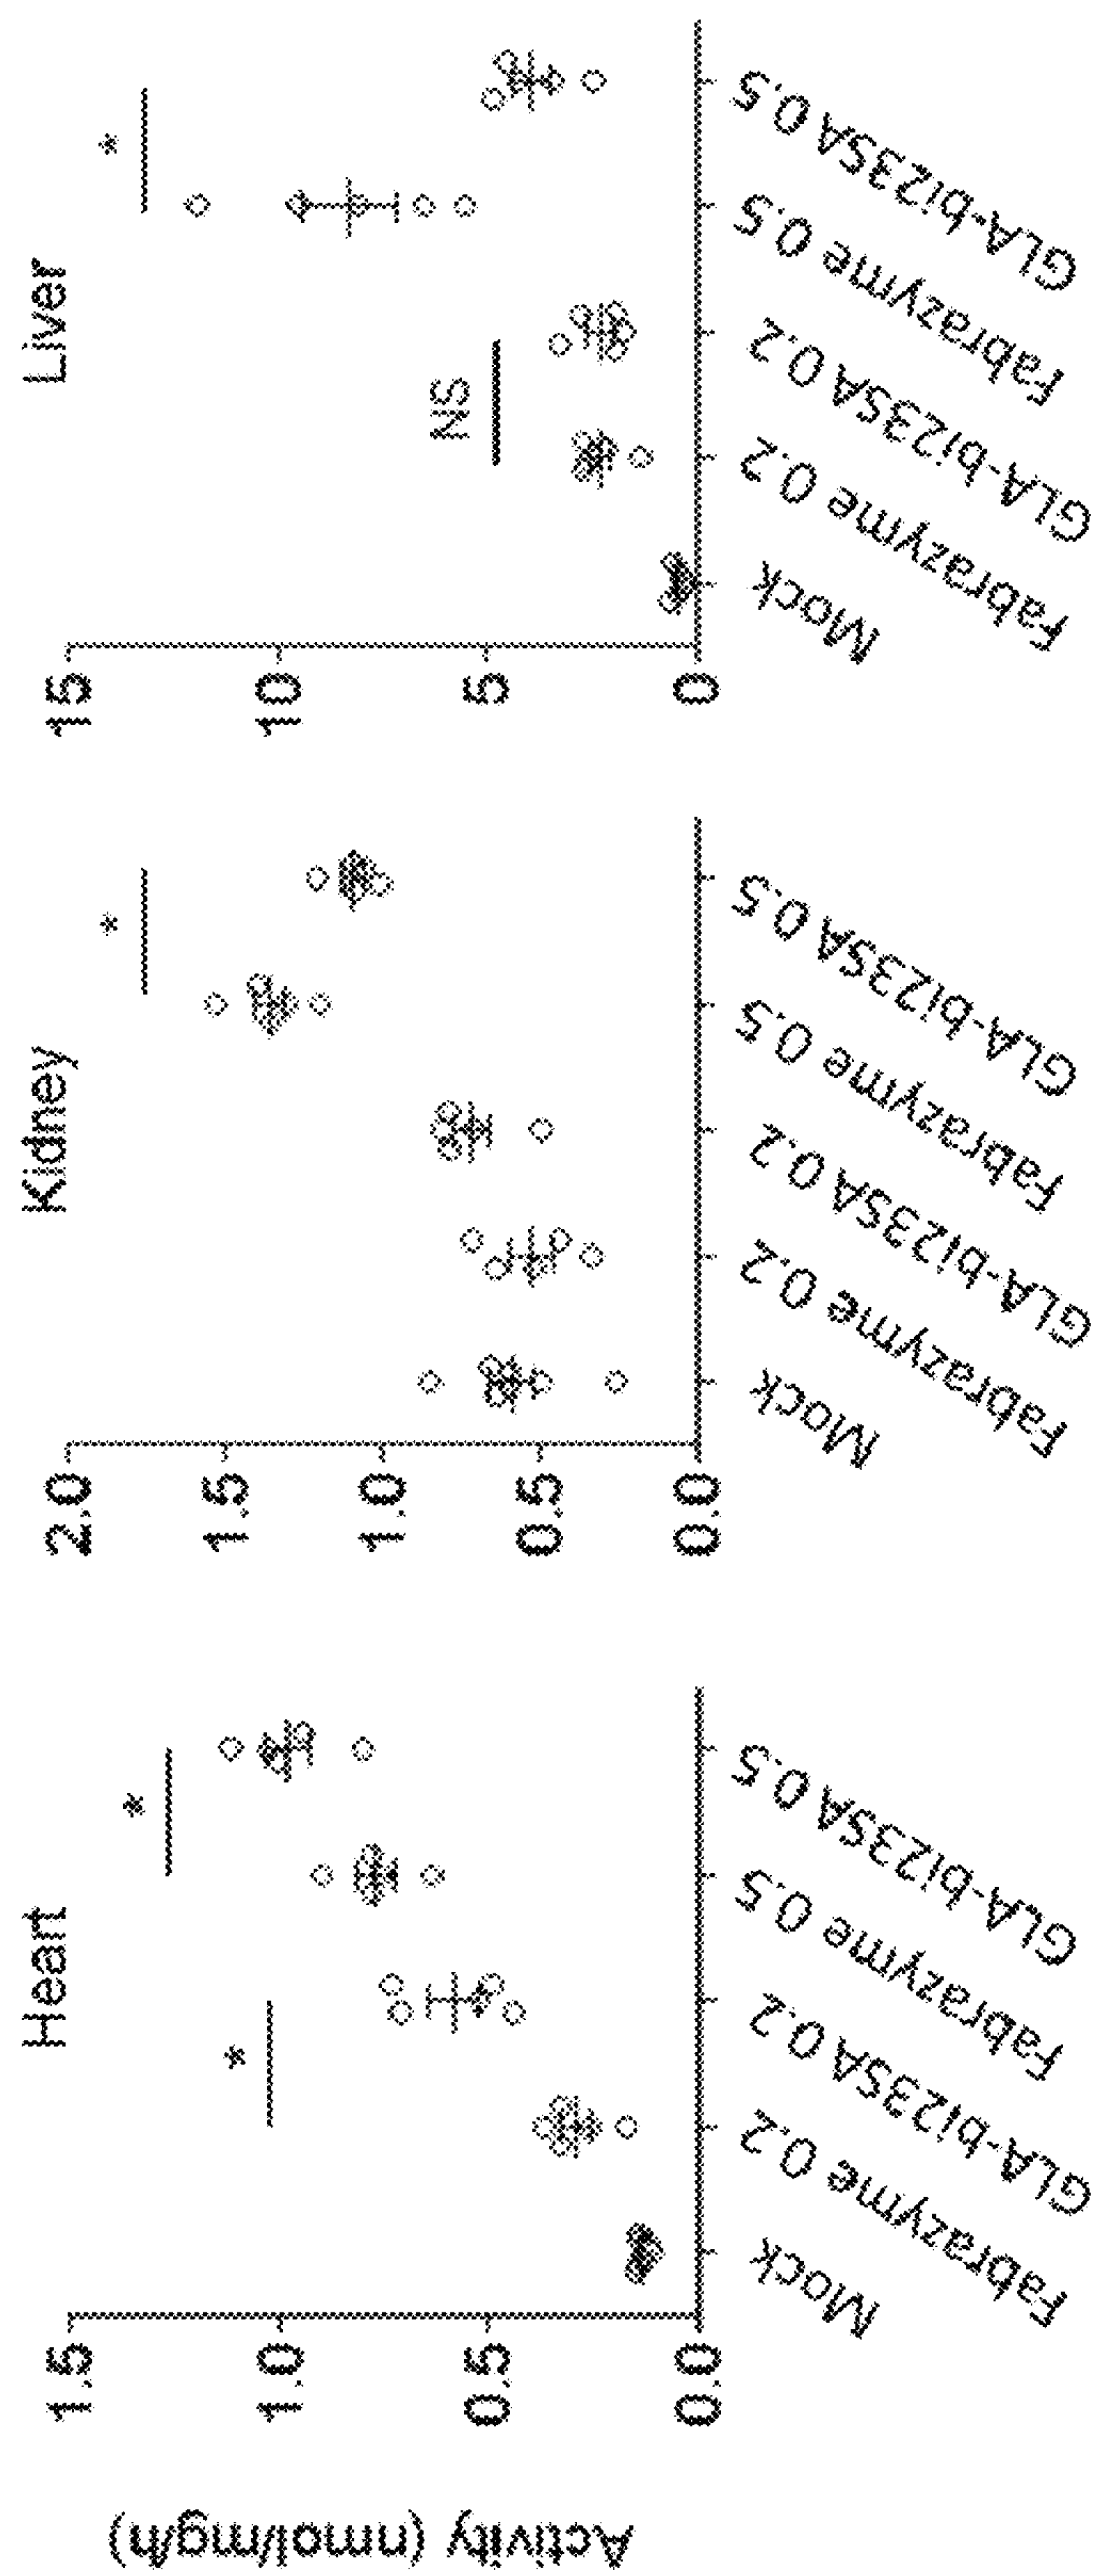 Activity (nmol/mg/h)
Heart
1.5
1.0
0.5
0.0
*
*
Mock
Fabrazyme 0.2
GLA-bi23SA 0.2
Fabrazyme 0.5
GLA-bi23SA 0.5
Kidney
2.0
1.5
1.0
0.5
0.0
*
Mock
Fabrazyme 0.2
GLA-bi23SA 0.2
Fabrazyme 0.5
GLA-bi23SA 0.5
Liver
15
10
5
0
NS
*
Mock
Fabrazyme 0.2
GLA-bi23SA 0.2
Fabrazyme 0.5
GLA-bi23SA 0.5